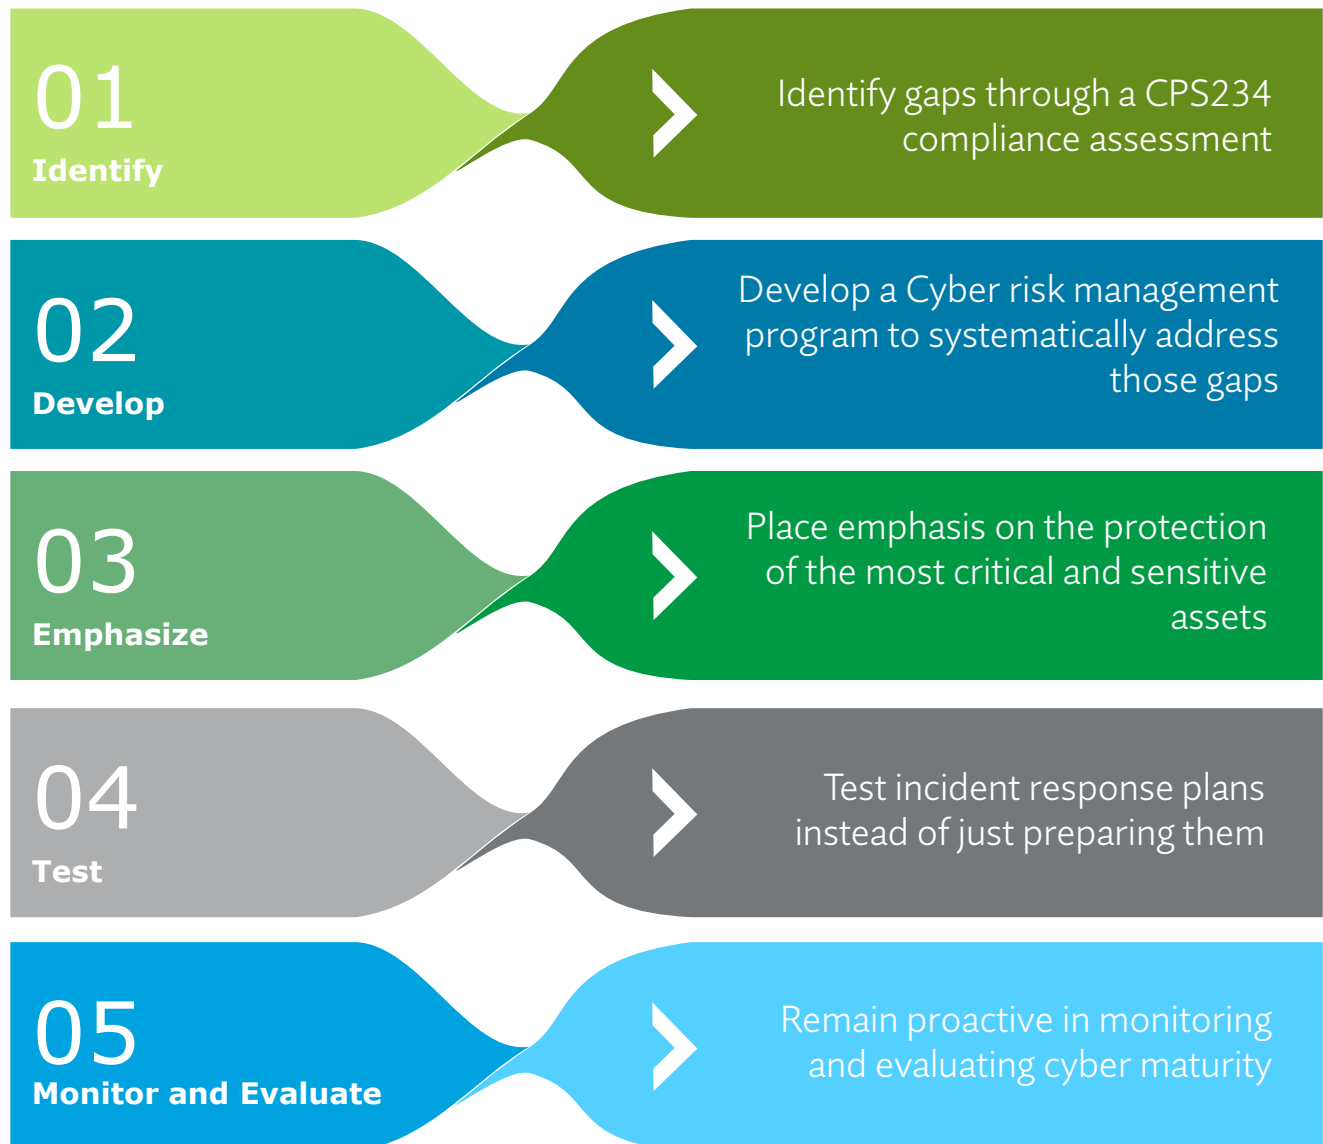 01
Identify
Identify gaps through a CPS234
compliance assessment
02
Develop
Develop a Cyber risk management
program to systematically address
those gaps
03
Emphasize
Place emphasis on the protection
of the most critical and sensitive
assets
04
Test
Test incident response plans
instead of just preparing them
05
Monitor and Evaluate
Remain proactive in monitoring
and evaluating cyber maturity